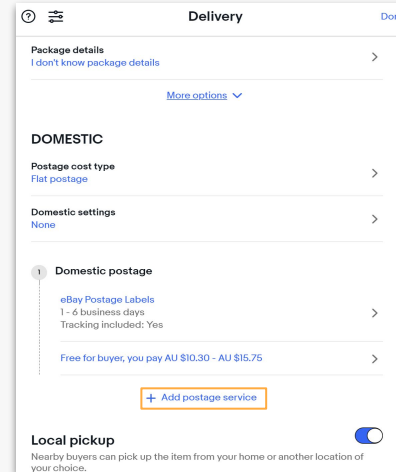 Delivery
Package details
I don't know package details
More options
DOMESTIC
Postage cost type
Flat postage
Domestic settings
None
1 Domestic postage
eBay Postage Labels
1 - 6 business days
Tracking included: Yes
Free for buyer, you pay AU $10.30 - AU $15.75
+ Add postage service
Local pickup
Nearby buyers can pick up the item from your home or another location of
your choice.